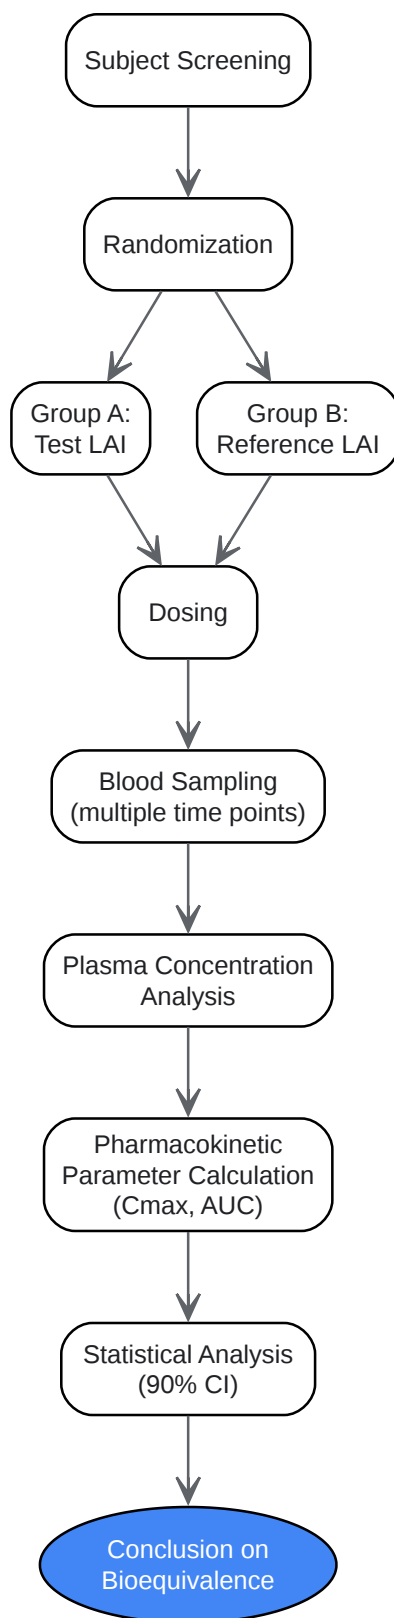 Subject Screening
Randomization
Group A:
Test LAI
Group B:
Reference LAI
Dosing
Blood Sampling
(multiple time points)
Plasma Concentration
Analysis
Pharmacokinetic
Parameter Calculation
(Cmax, AUC)
Statistical Analysis
(90% CI)
Conclusion on
Bioequivalence